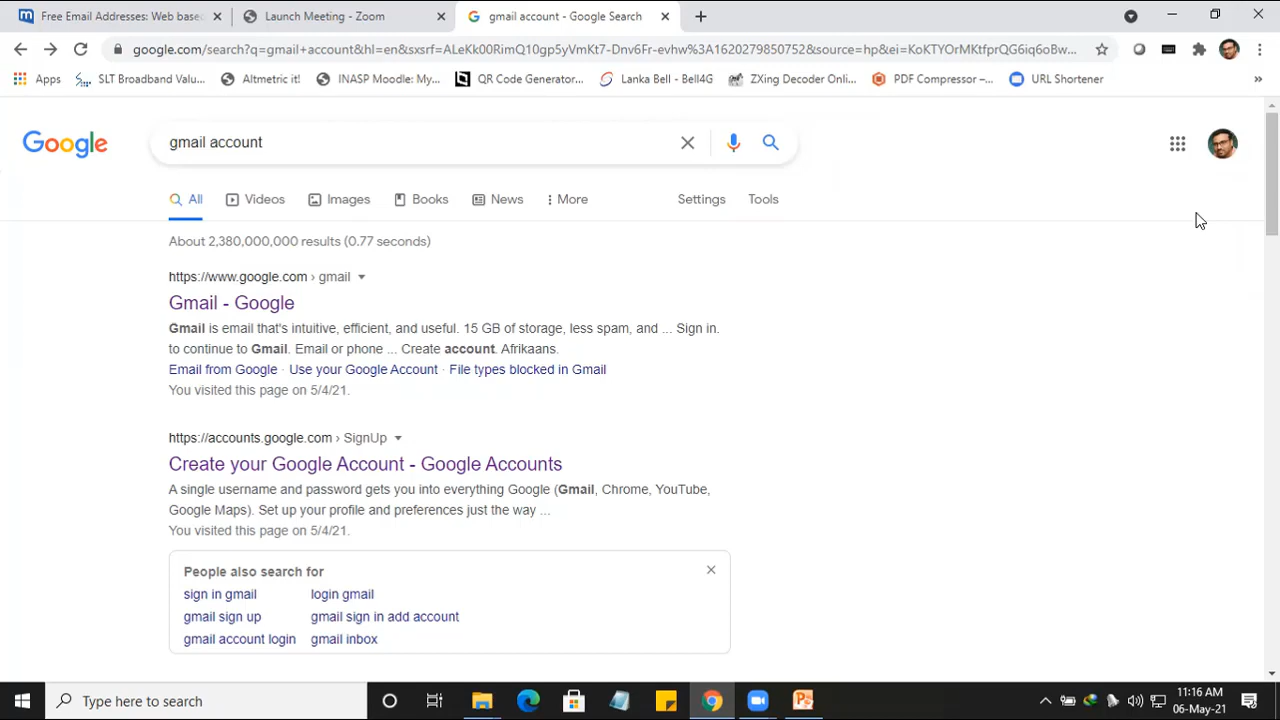 Free Email Addresses: Web based
Launch Meeting - Zoom
gmail account - Google Search
google.com/search?q=gmail+account&hl=en&sxsrf=ALeKk00RimQ10gp5yVmKt7-Dnv6Fr-evhw%3A1620279850752&source=hp&ei=KoKTYOrMKtfprQG6iq6oBw...
Apps
SLT Broadband Valu...
Altmetric it!
INASP Moodle: My...
QR Code Generator...
Lanka Bell - Bell4G
ZXing Decoder Onli...
PDF Compressor –...
URL Shortener
»
Google
gmail account
All
Videos
Images
Books
News
More
Settings
Tools
About 2,380,000,000 results (0.77 seconds)
https://www.google.com › gmail
Gmail - Google
Gmail is email that's intuitive, efficient, and useful. 15 GB of storage, less spam, and ... Sign in.
to continue to Gmail. Email or phone ... Create account. Afrikaans.
Email from Google · Use your Google Account · File types blocked in Gmail
You visited this page on 5/4/21.
https://accounts.google.com › SignUp
Create your Google Account - Google Accounts
A single username and password gets you into everything Google (Gmail, Chrome, YouTube,
Google Maps). Set up your profile and preferences just the way ...
You visited this page on 5/4/21.
People also search for
sign in gmail
login gmail
gmail sign up
gmail sign in add account
gmail account login
gmail inbox
Type here to search
11:16 AM
06-May-21